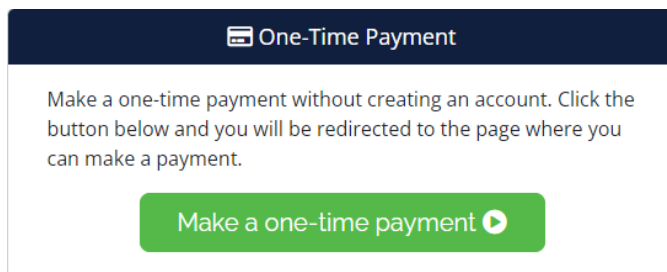 One-Time Payment
Make a one-time payment without creating an account. Click the
button below and you will be redirected to the page where you
can make a payment.
Make a one-time payment